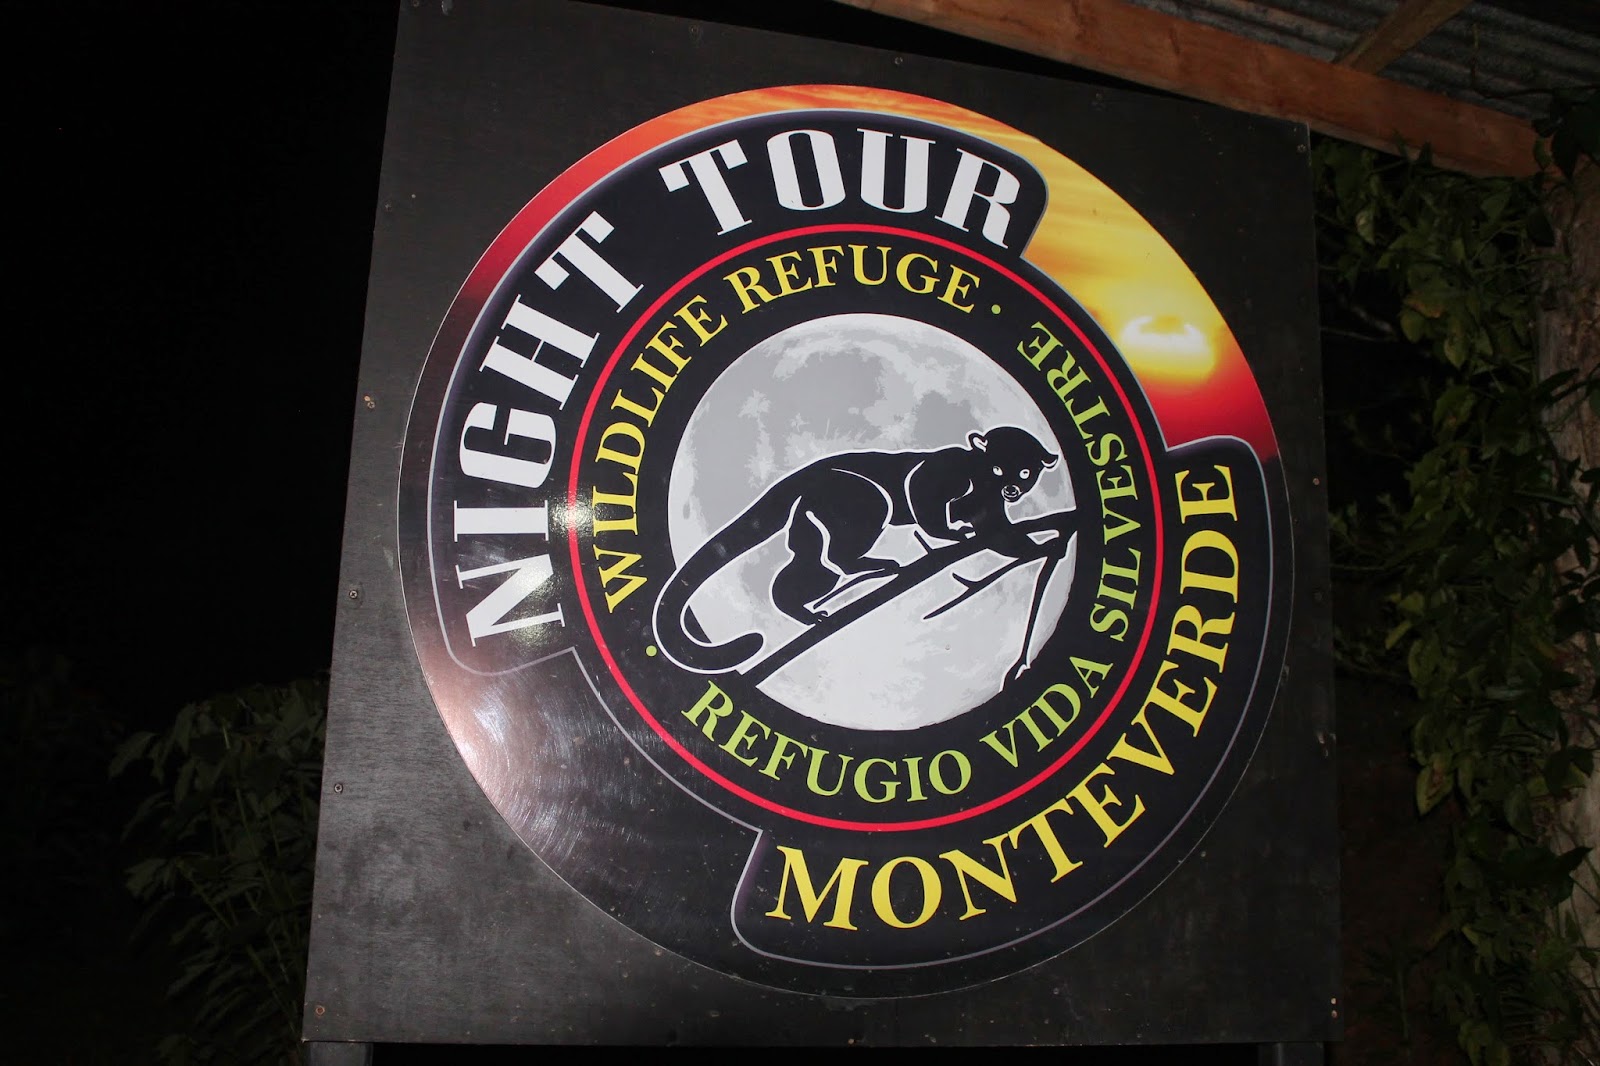 NIGHT TOUR
WILDLIFE REFUGE ·
REFUGIO VIDA SILVESTRE ·
MONTEVERDE